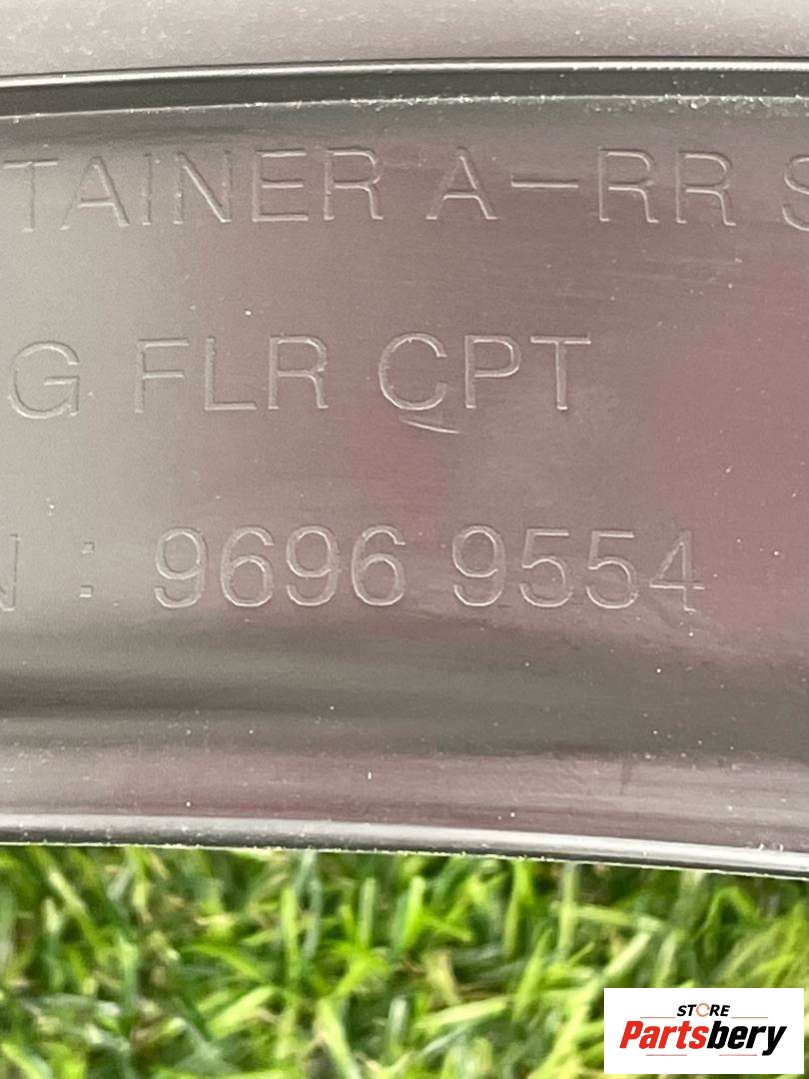 TAINER A-RR S
G FLR CPT
N : 9696 9554
STORE
Partsbery